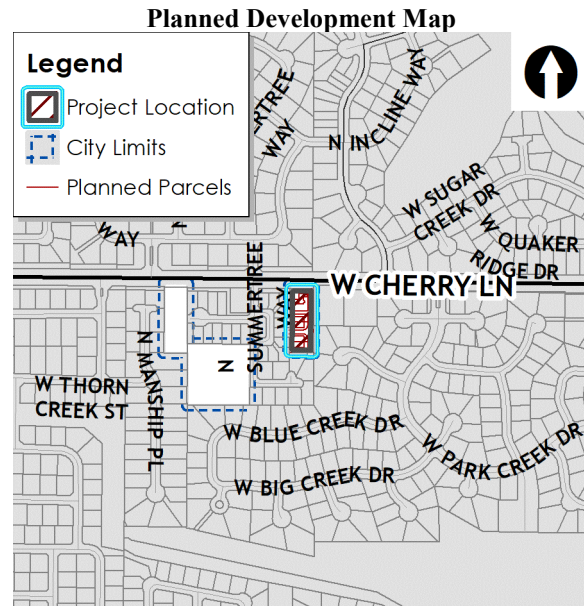 Planned Development Map
Legend
Project Location
City Limits
Planned Parcels
WAY
N INCLINE WAY
W SUGAR
CREEK DR
W QUAKER
RIDGE DR
WAY
N
W CHERRY LN
N SUMMERTREE
WAY
N MANSHIP PL
W THORN
CREEK ST
W BLUE CREEK DR
W BIG CREEK DR
W PARK CREEK DR